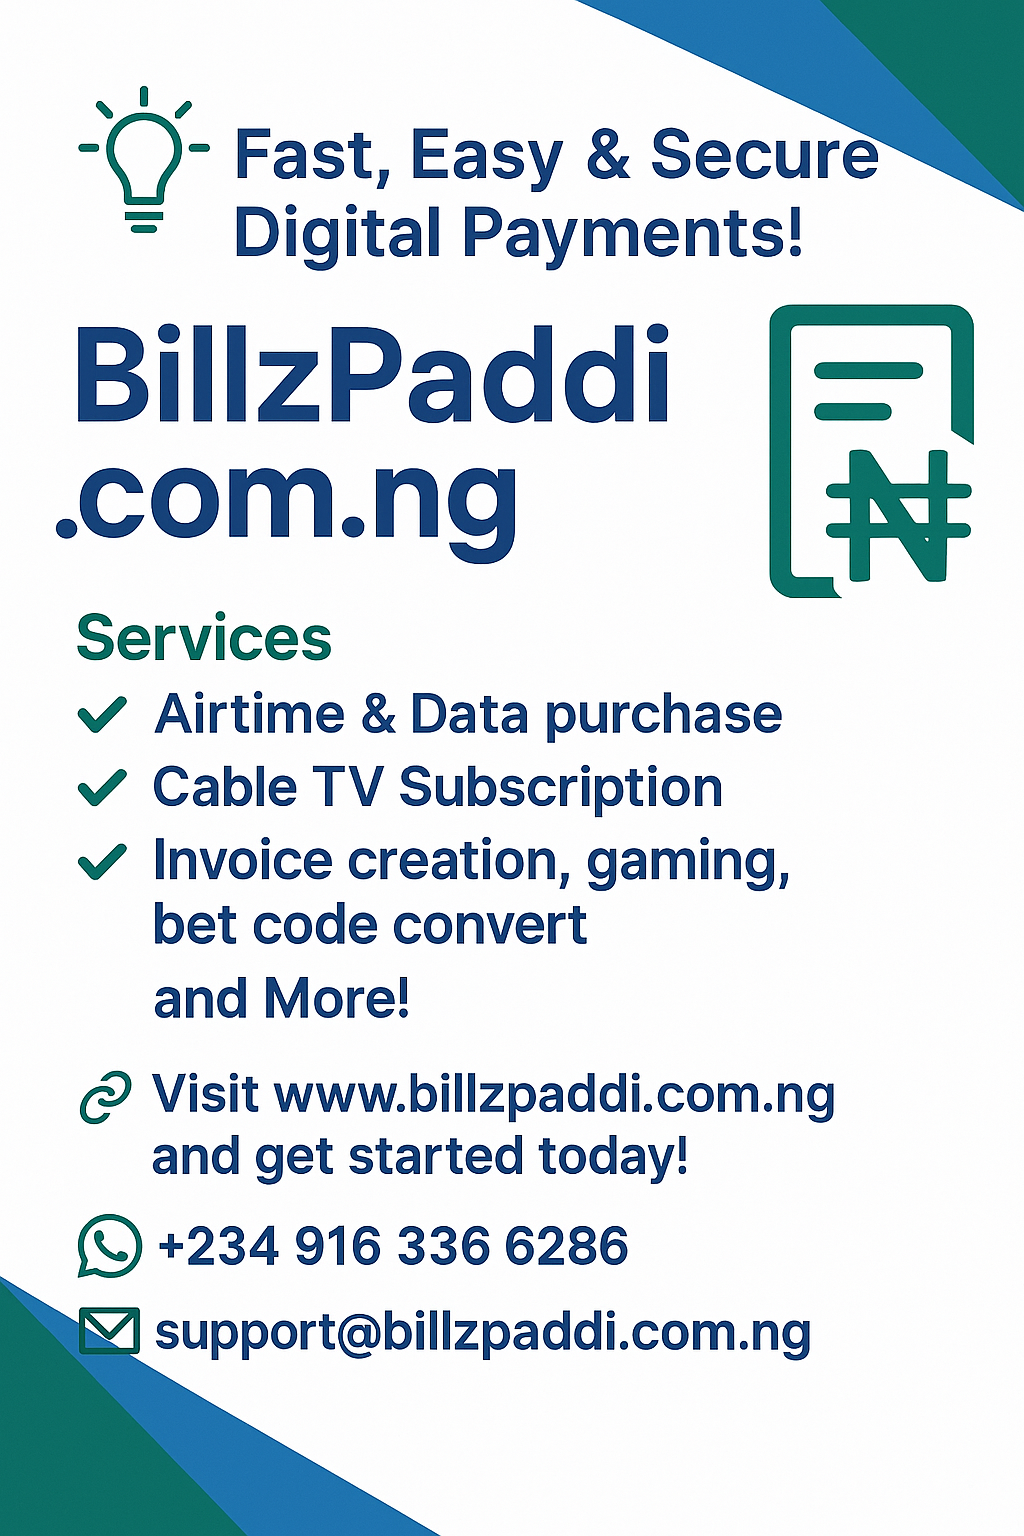 Fast, Easy & Secure
Digital Payments!
BillzPaddi
.com.ng
₦
Services
Airtime & Data purchase
Cable TV Subscription
Invoice creation, gaming,
bet code convert
and More!
Visit www.billzpaddi.com.ng
and get started today!
+234 916 336 6286
support@billzpaddi.com.ng